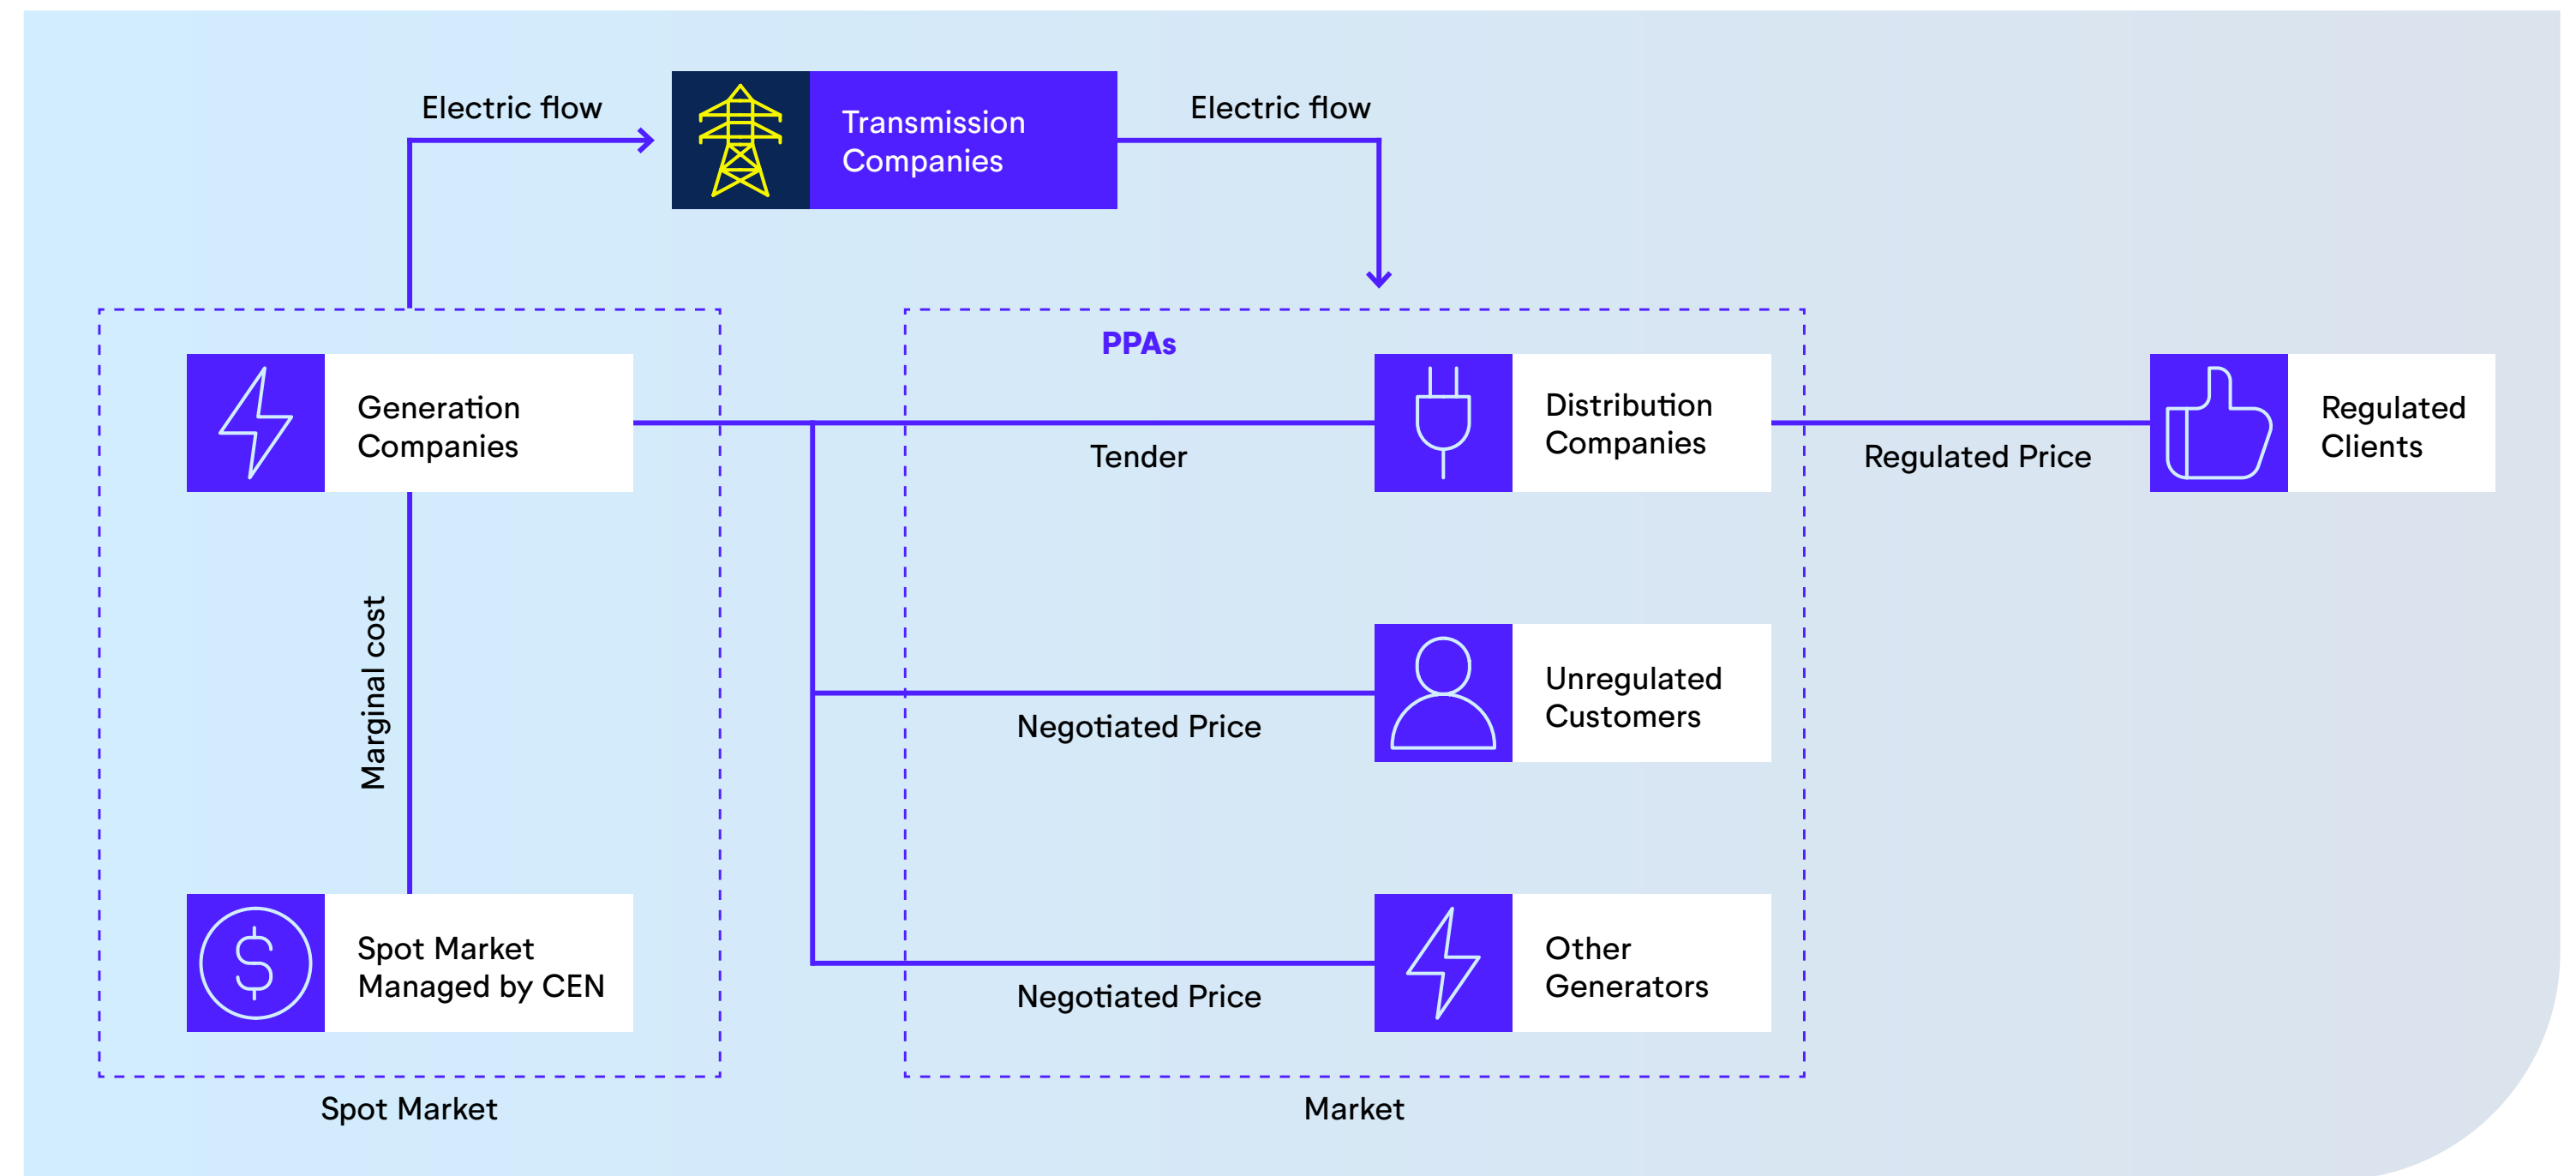 Electric flow
Transmission
Companies
Electric flow
PPAs
Generation
Companies
Tender
Distribution
Companies
Regulated Price
Regulated
Clients
Marginal cost
Negotiated Price
Unregulated
Customers
Spot Market
Managed by CEN
Negotiated Price
Other
Generators
Spot Market
Market